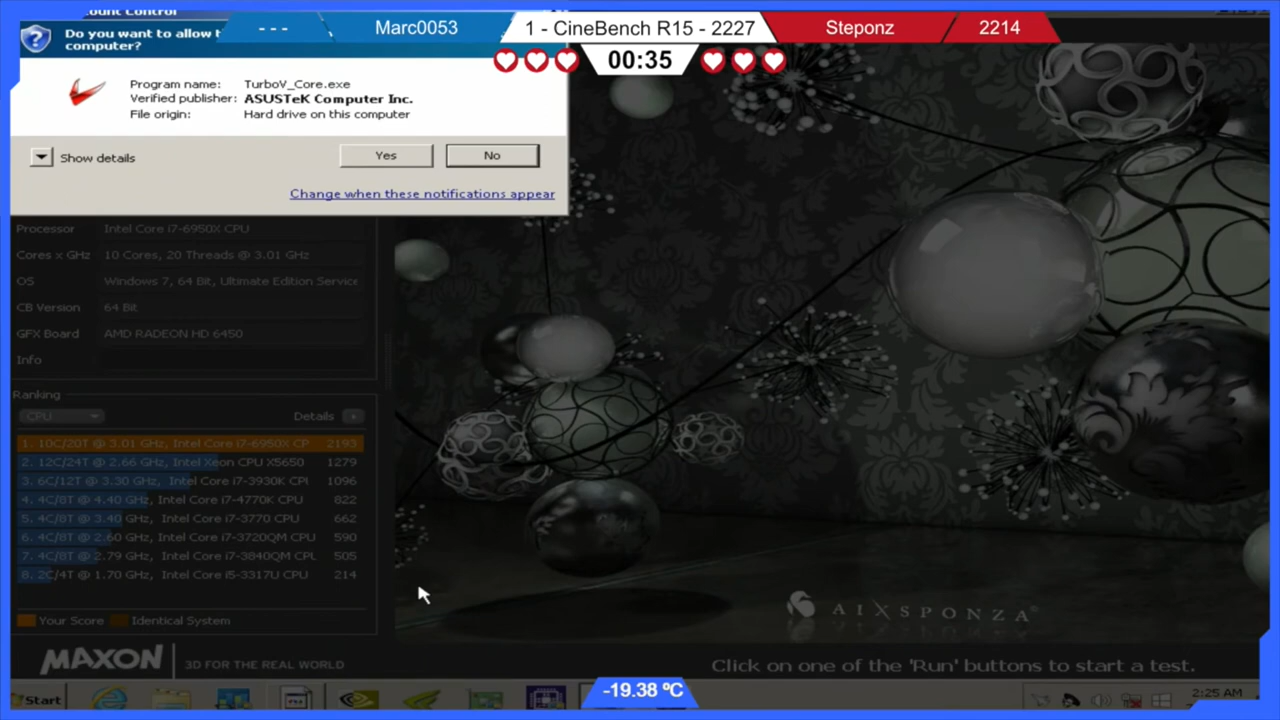 - - -
Marc0053
1 - CineBench R15 - 2227
Steponz
2214
00:35
Do you want to allow t
computer?
Program name: TurboV_Core.exe
Verified publisher: ASUSTeK Computer Inc.
File origin: Hard drive on this computer
Show details
Yes
No
Change when these notifications appear
Processor Intel Core i7-6950X CPU
Cores x GHz 10 Cores, 20 Threads @ 3.01 GHz
OS Windows 7, 64 Bit, Ultimate Edition Service
CB Version 64 Bit
GFX Board AMD RADEON HD 6450
Info
Ranking
CPU Details
1. 10C/20T @ 3.01 GHz, Intel Core i7-6950X CP 2193
2. 12C/24T @ 2.66 GHz, Intel Xeon CPU X5650 1279
3. 6C/12T @ 3.30 GHz, Intel Core i7-3930K CPU 1096
4. 4C/8T @ 4.40 GHz, Intel Core i7-4770K CPU 822
5. 4C/8T @ 3.40 GHz, Intel Core i7-3770 CPU 662
6. 4C/8T @ 2.60 GHz, Intel Core i7-3720QM CPU 590
7. 4C/8T @ 2.79 GHz, Intel Core i7-3840QM CPU 505
8. 2C/4T @ 1.70 GHz, Intel Core i5-3317U CPU 214
Your Score Identical System
AIXSPONZA
MAXON 3D FOR THE REAL WORLD
Click on one of the 'Run' buttons to start a test.
Start
-19.38 ºC
2:25 AM